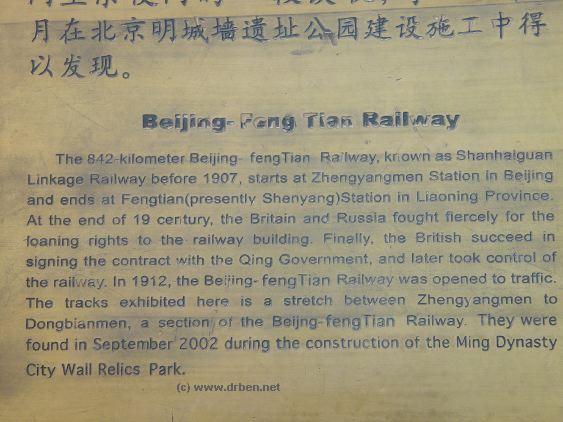 月在北京明城墙遗址公园建设施工中得
以发现。
Beijing- Feng Tian Railway
The 842-kilometer Beijing- fengTian Railway, known as Shanhaiguan
Linkage Railway before 1907, starts at Zhengyangmen Station in Beijing
and ends at Fengtian(presently Shenyang)Station in Liaoning Province.
At the end of 19 century, the Britain and Russia fought fiercely for the
loaning rights to the railway building. Finally, the British succeed in
signing the contract with the Qing Government, and later took control of
the railway. In 1912, the Beijing- fengTian Railway was opened to traffic.
The tracks exhibited here is a stretch between Zhengyangmen to
Dongbianmen, a section of the Beijng-fengTian Railway. They were
found in September 2002 during the construction of the Ming Dynasty
City Wall Relics Park.
(c) www.drben.net